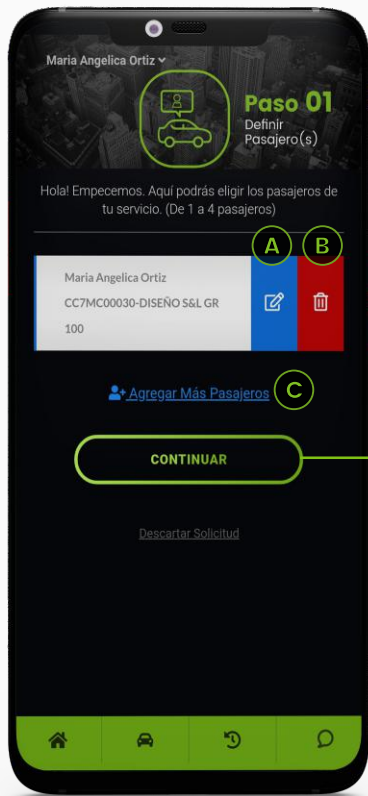 Maria Angelica Ortiz
Paso 01
Definir
Pasajero(s)
Hola! Empecemos. Aquí podrás eligir los pasajeros de
tu servicio. (De 1 a 4 pasajeros)
A
B
Maria Angelica Ortiz
CC7MC00030-DISEÑO S&L GR
100
Agregar Más Pasajeros
C
CONTINUAR
Descartar Solicitud